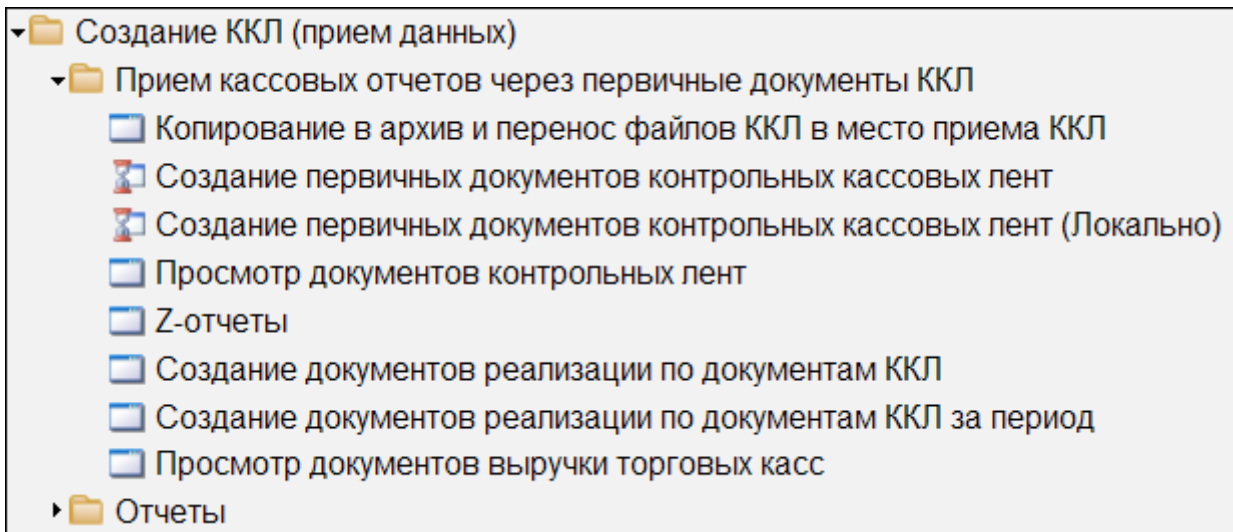 Создание ККЛ (прием данных)
Прием кассовых отчетов через первичные документы ККЛ
Копирование в архив и перенос файлов ККЛ в место приема ККЛ
Создание первичных документов контрольных кассовых лент
Создание первичных документов контрольных кассовых лент (Локально)
Просмотр документов контрольных лент
Z-отчеты
Создание документов реализации по документам ККЛ
Создание документов реализации по документам ККЛ за период
Просмотр документов выручки торговых касс
Отчеты